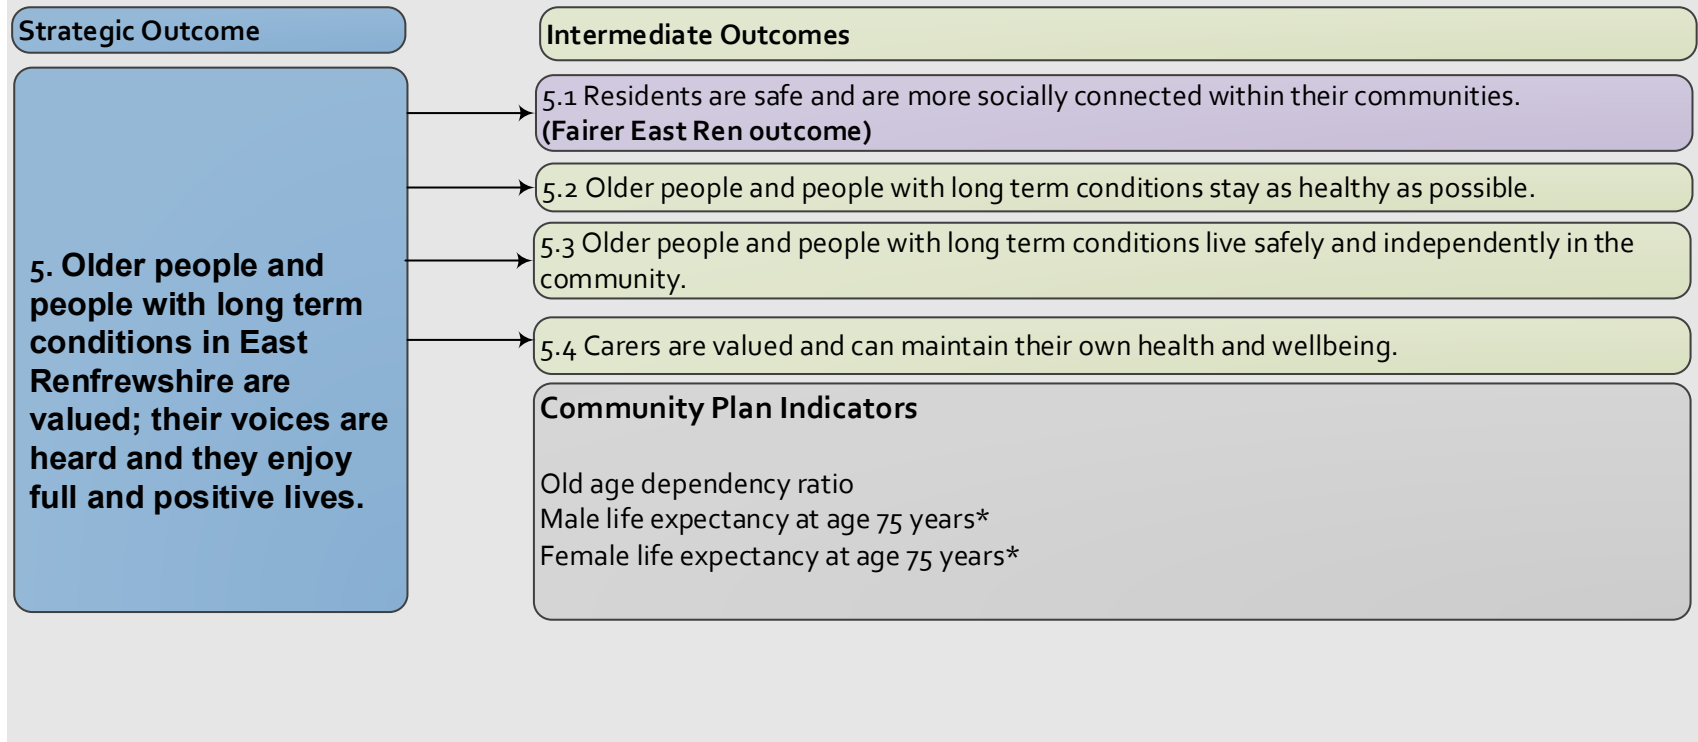 Strategic Outcome
Intermediate Outcomes
5. Older people and
people with long term
conditions in East
Renfrewshire are
valued; their voices are
heard and they enjoy
full and positive lives.
5.1 Residents are safe and are more socially connected within their communities.
(Fairer East Ren outcome)
5.2 Older people and people with long term conditions stay as healthy as possible.
5.3 Older people and people with long term conditions live safely and independently in the
community.
5.4 Carers are valued and can maintain their own health and wellbeing.
Community Plan Indicators
Old age dependency ratio
Male life expectancy at age 75 years*
Female life expectancy at age 75 years*